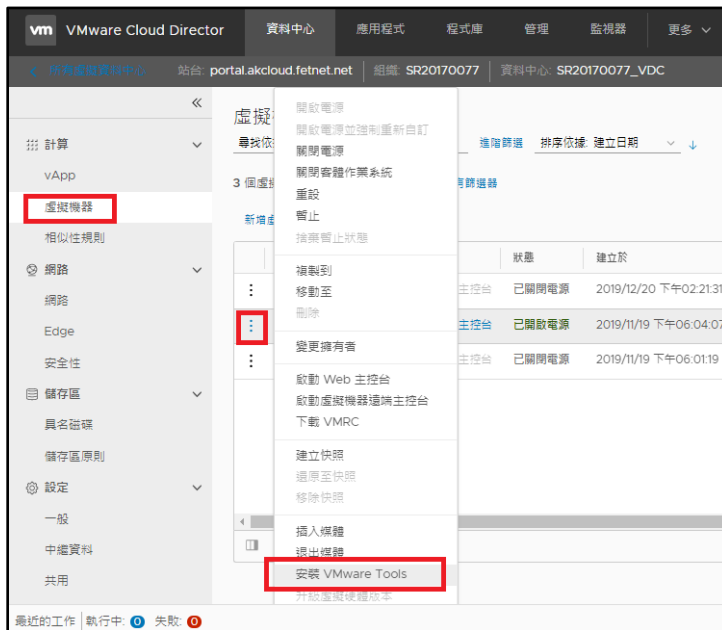 vm VMware Cloud Director 資料中心 應用程式 程式庫 管理 監視器 更多
所有虛擬資料中心 站台: portal.akcloud.fetnet.net 組織: SR20170077 資料中心: SR20170077_VDC
計算
vApp
虛擬機器
相似性規則
網路
網路
Edge
安全性
儲存區
具名磁碟
儲存區原則
設定
一般
中繼資料
共用
虛擬
尋找依
進階篩選 排序依據: 建立日期
3 個虛擬
篩選器
新增虛
狀態 建立於
主控台 已關閉電源 2019/12/20 下午02:21:31
主控台 已開啟電源 2019/11/19 下午06:04:07
主控台 已關閉電源 2019/11/19 下午06:01:19
開啟電源
開啟電源並強制重新自訂
關閉電源
關閉客體作業系統
重設
暫止
捨棄暫止狀態
複製到
移動至
刪除
變更擁有者
啟動 Web 主控台
啟動虛擬機器遠端主控台
下載 VMRC
建立快照
還原至快照
移除快照
插入媒體
退出媒體
安裝 VMware Tools
升級虛擬硬體版本
最近的工作 執行中: 0 失敗: 0